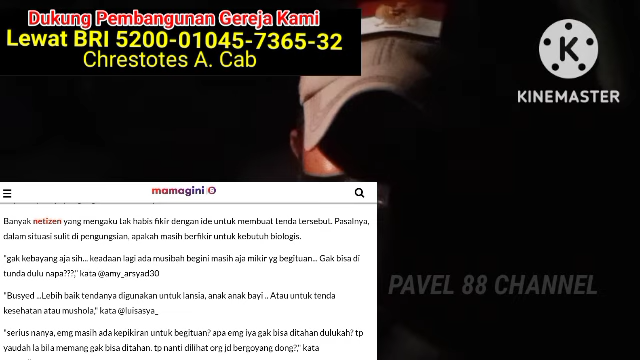 Dukung Pembangunan Gereja Kami
Lewat BRI 5200-01045-7365-32
Chrestotes A. Cab
KINEMASTER
mamagini
Banyak netizen yang mengaku tak habis fikir dengan ide untuk membuat tenda tersebut. Pasalnya,
dalam situasi sulit di pengungsian, apakah masih berfikir untuk kebutuh biologis.
"gak kebayang aja sih... keadaan lagi ada musibah begini masih aja mikir yg begituan... Gak bisa di
tunda dulu napa???," kata @amy_arsyad30
"Busyed ...Lebih baik tendanya digunakan untuk lansia, anak anak bayi .. Atau untuk tenda
kesehatan atau mushola," kata @luisasya_
"serius nanya, emg masih ada kepikiran untuk begituan? apa emg iya gak bisa ditahan dulukah? tp
yaudah la bila memang gak bisa ditahan. tp nanti dilihat org jd bergoyang dong?," kata
PAVEL 88 CHANNEL